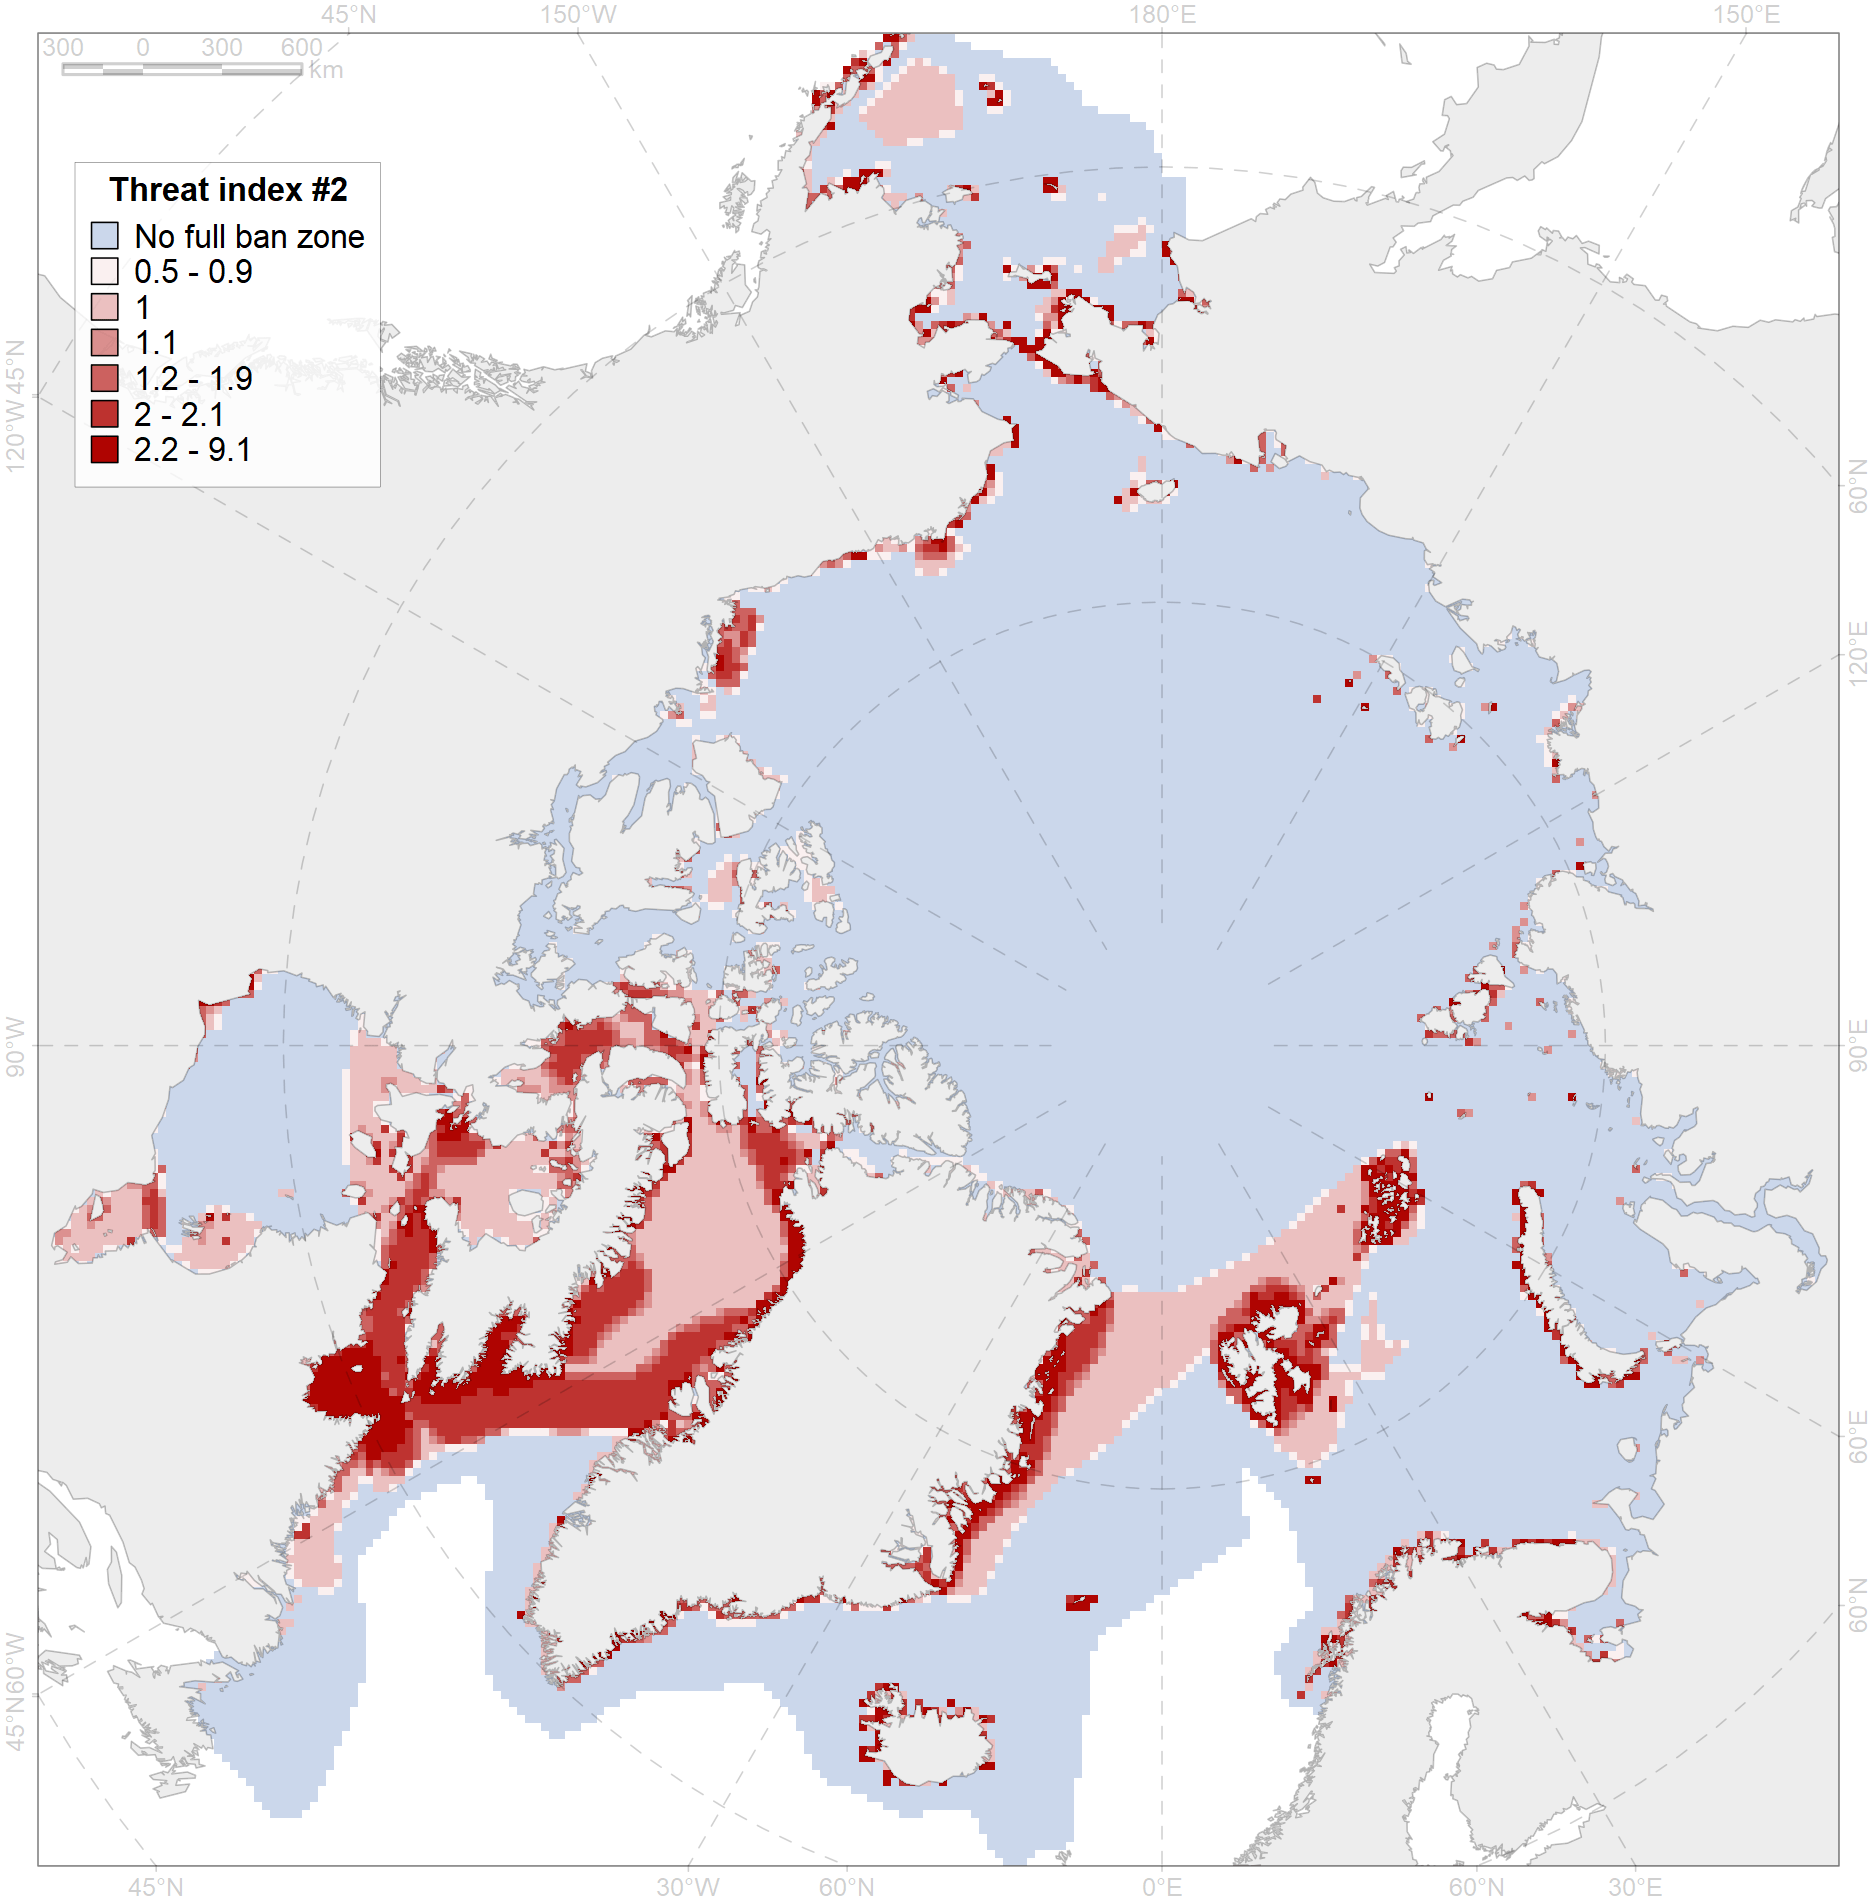 45°N 150°W 180°E 150°E
300 0 300 600
km
Threat index #2
No full ban zone
0.5 - 0.9
1
1.1
1.2 - 1.9
2 - 2.1
2.2 - 9.1
45°N
120°W
90°W
60°W
45°N
60°N
120°E
90°E
60°E
60°N
45°N 30°W 60°N 0°E 60°N 30°E